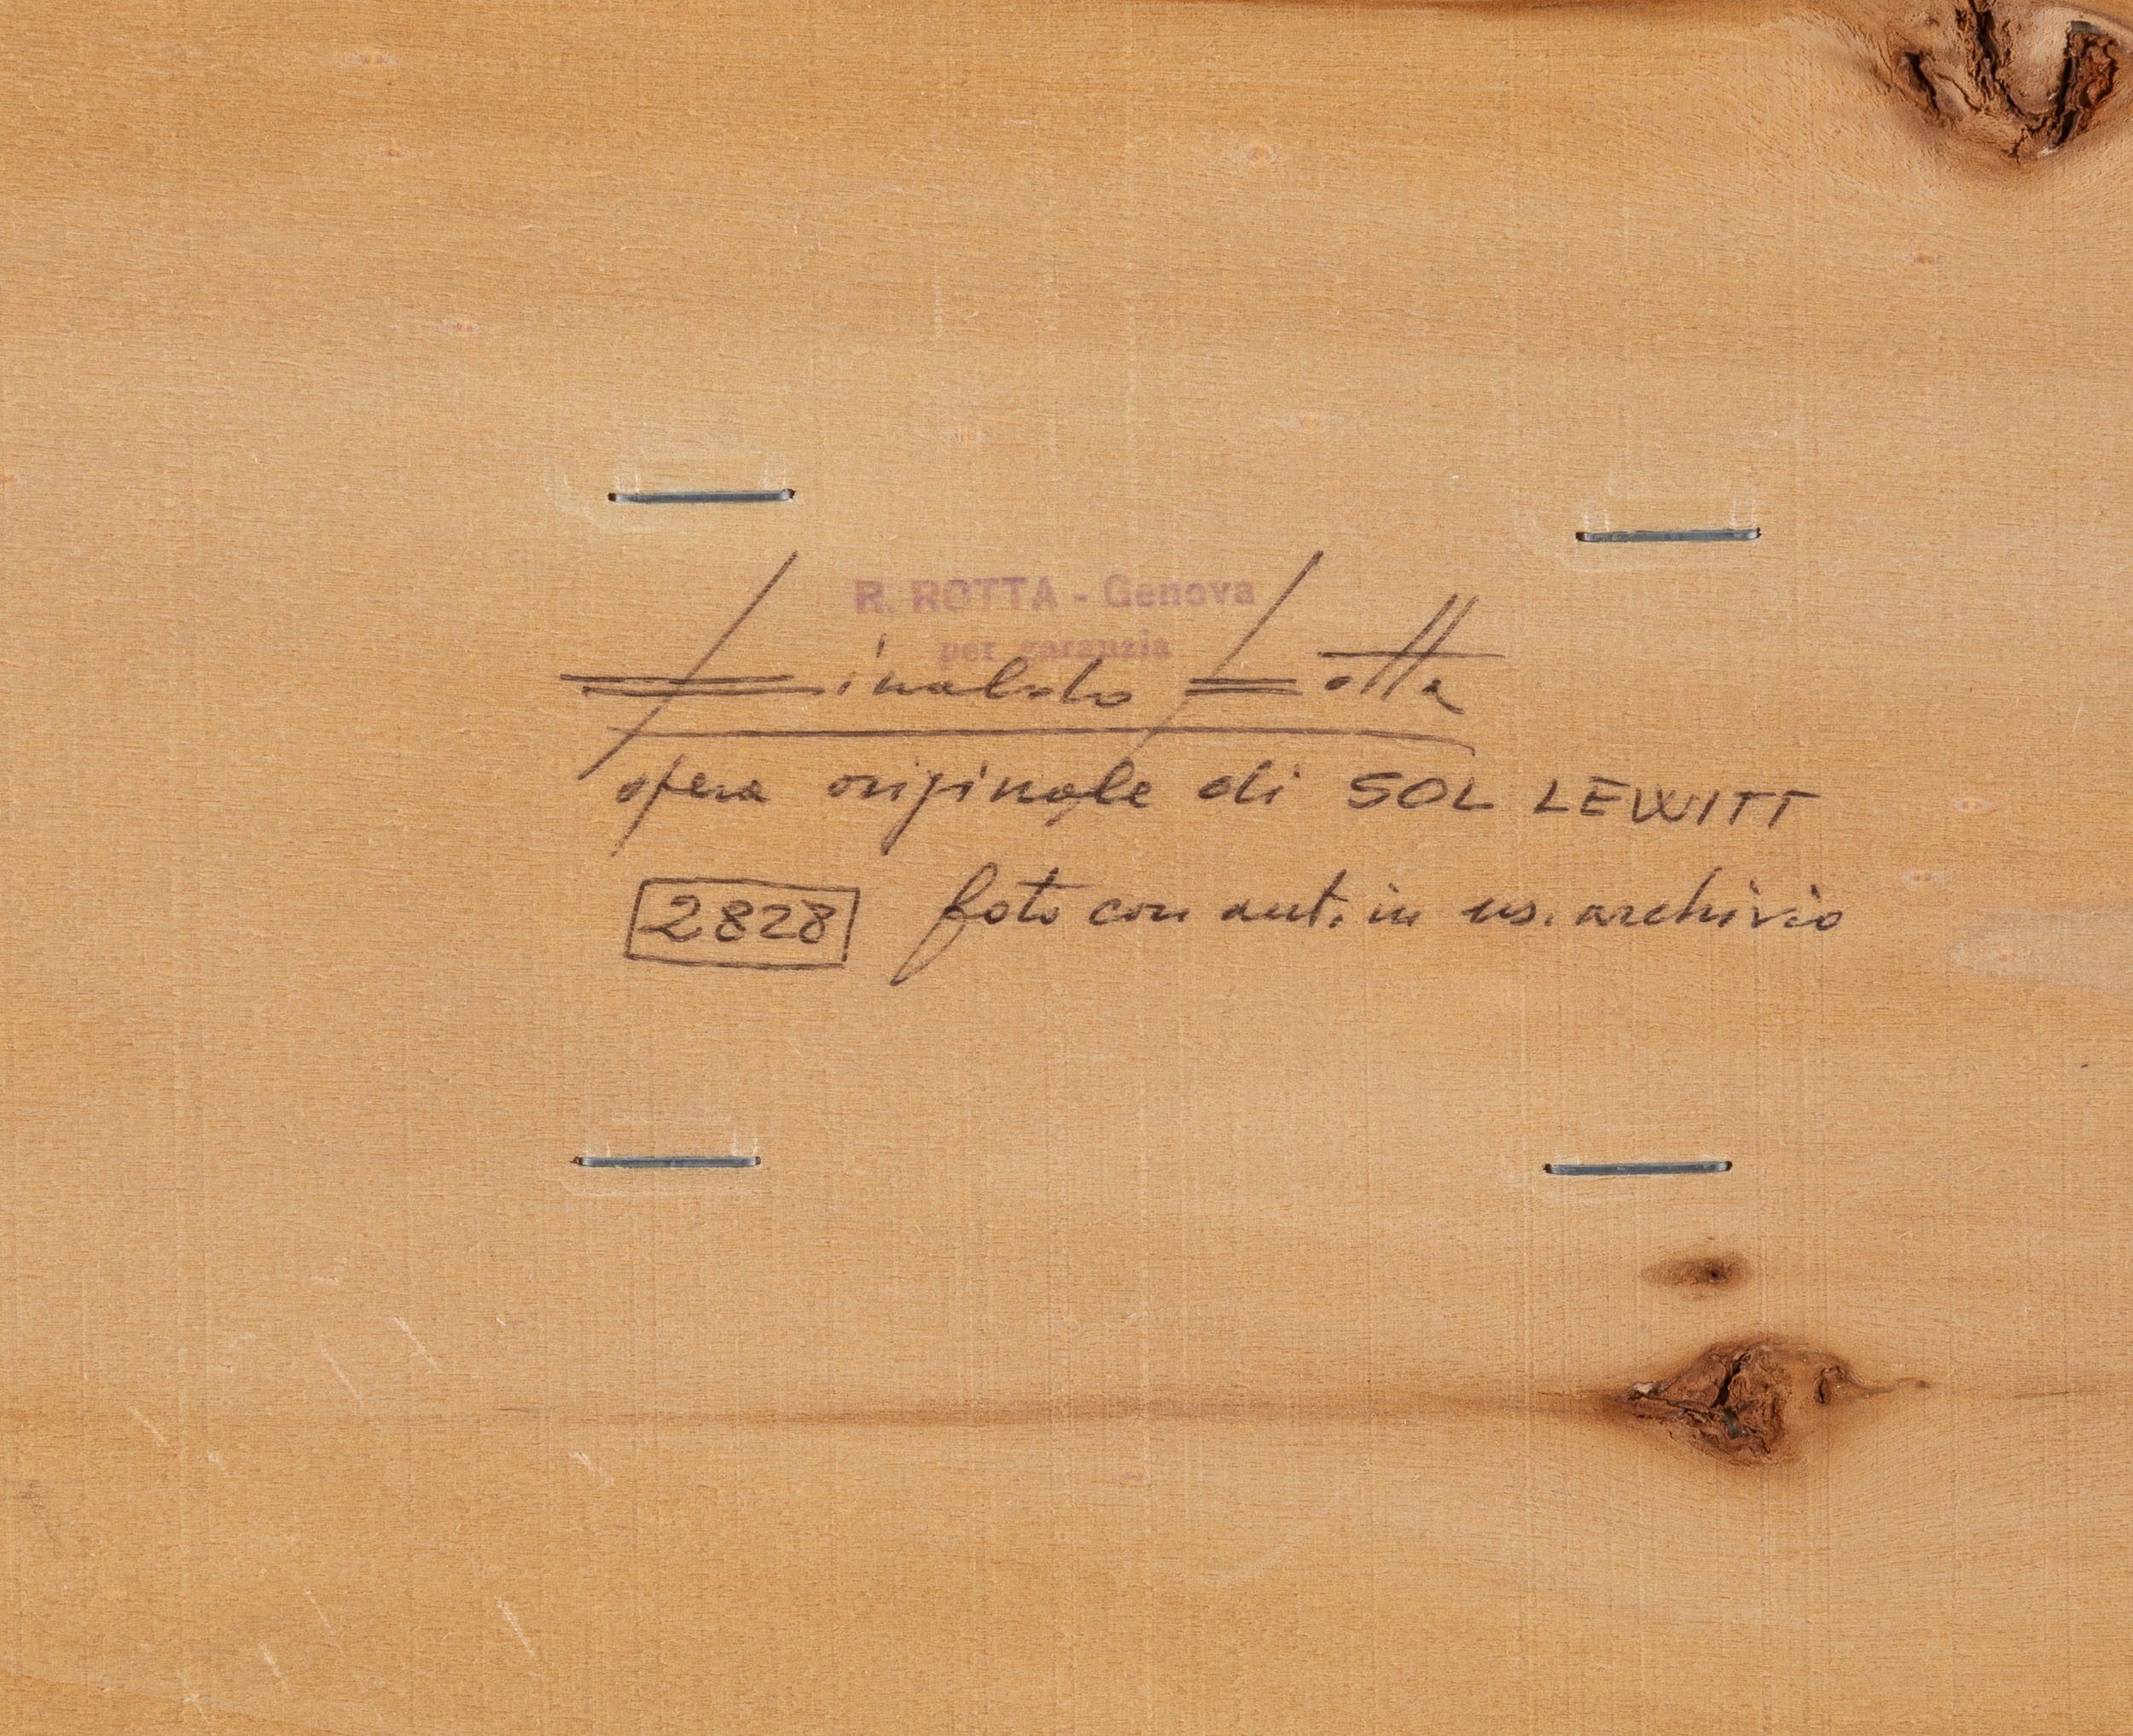 R. ROTTA - Genova
per garanzia
Rinaldo Rotta
opera originale di SOL LEWITT
2828 foto con aut. in ns. archivio